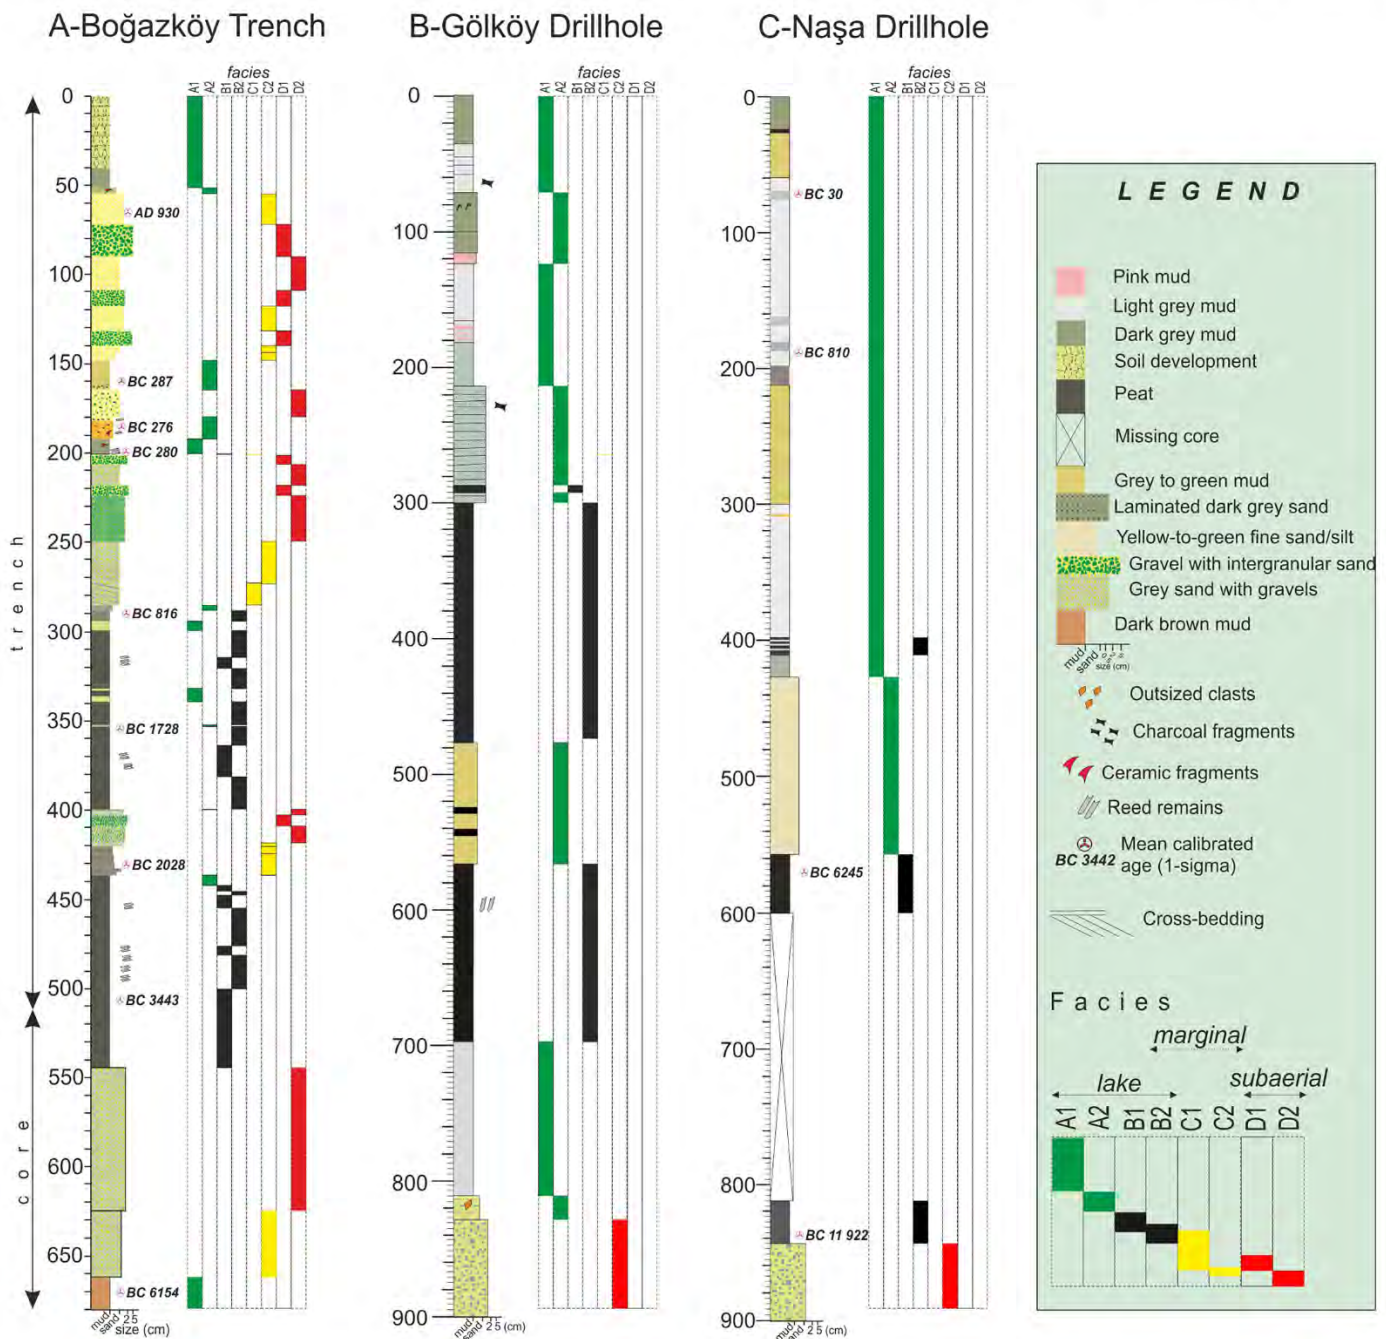 A-Boğazköy Trench
B-Gölköy Drillhole
C-Naşa Drillhole
facies
A1 A2 B1 B2 C1 C2 D1 D2
0
50
100
150
200
250
300
350
400
450
500
550
600
650
trench
core
AD 930
BC 287
BC 276
BC 280
BC 816
BC 1728
BC 2028
BC 3443
BC 6154
mud sand 2 5
size (cm)
facies
A1 A2 B1 B2 C1 C2 D1 D2
0
100
200
300
400
500
600
700
800
900
mud sand 2 5 (cm)
facies
A1 A2 B1 B2 C1 C2 D1 D2
0
100
200
300
400
500
600
700
800
900
BC 30
BC 810
BC 6245
BC 11 922
mud sand 2 5 (cm)
LEGEND
Pink mud
Light grey mud
Dark grey mud
Soil development
Peat
Missing core
Grey to green mud
Laminated dark grey sand
Yellow-to-green fine sand/silt
Gravel with intergranular sand
Grey sand with gravels
Dark brown mud
mud sand
size (cm)
Outsized clasts
Charcoal fragments
Ceramic fragments
Reed remains
Mean calibrated
BC 3442 age (1-sigma)
Cross-bedding
Facies
marginal
lake subaerial
A1 A2 B1 B2 C1 C2 D1 D2